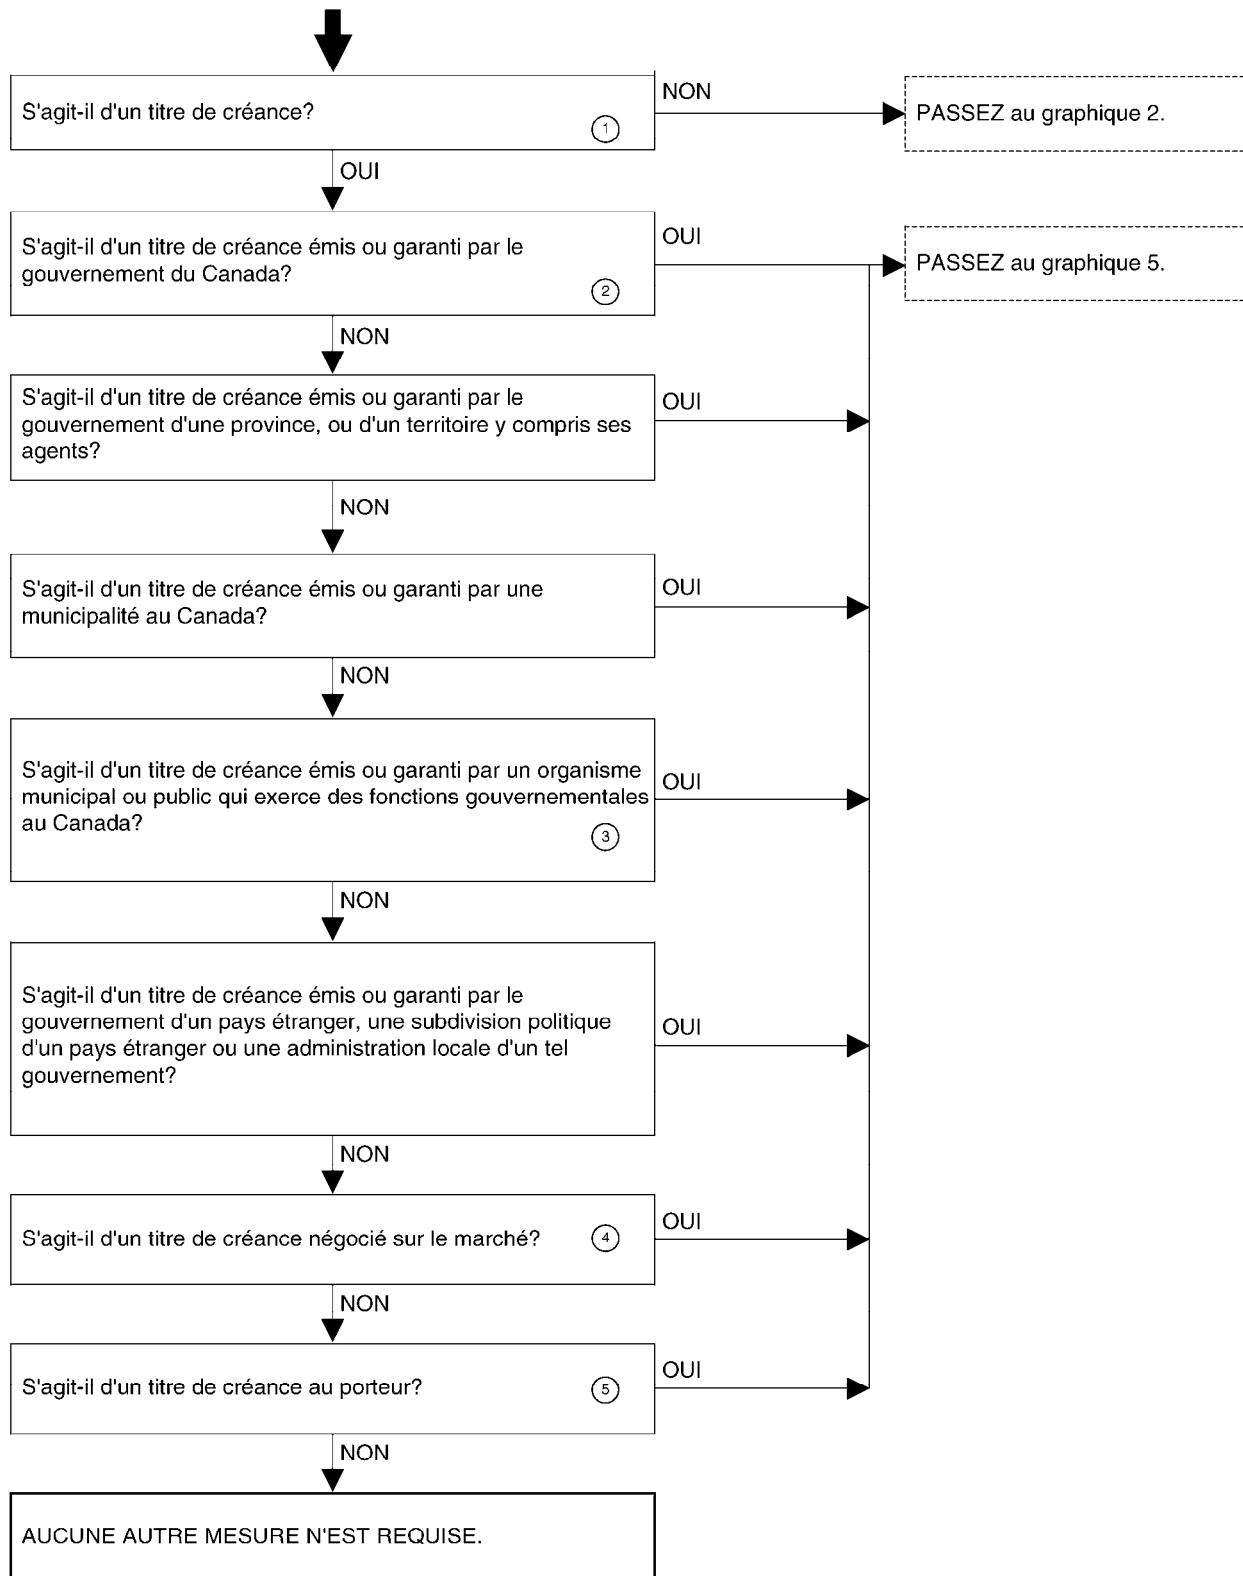 S'agit-il d'un titre de créance?
1
NON
PASSEZ au graphique 2.
OUI
S'agit-il d'un titre de créance émis ou garanti par le
gouvernement du Canada?
2
OUI
PASSEZ au graphique 5.
NON
S'agit-il d'un titre de créance émis ou garanti par le
gouvernement d'une province, ou d'un territoire y compris ses
agents?
OUI
NON
S'agit-il d'un titre de créance émis ou garanti par une
municipalité au Canada?
OUI
NON
S'agit-il d'un titre de créance émis ou garanti par un organisme
municipal ou public qui exerce des fonctions gouvernementales
au Canada?
3
OUI
NON
S'agit-il d'un titre de créance émis ou garanti par le
gouvernement d'un pays étranger, une subdivision politique
d'un pays étranger ou une administration locale d'un tel
gouvernement?
OUI
NON
S'agit-il d'un titre de créance négocié sur le marché?
4
OUI
NON
S'agit-il d'un titre de créance au porteur?
5
OUI
NON
AUCUNE AUTRE MESURE N'EST REQUISE.